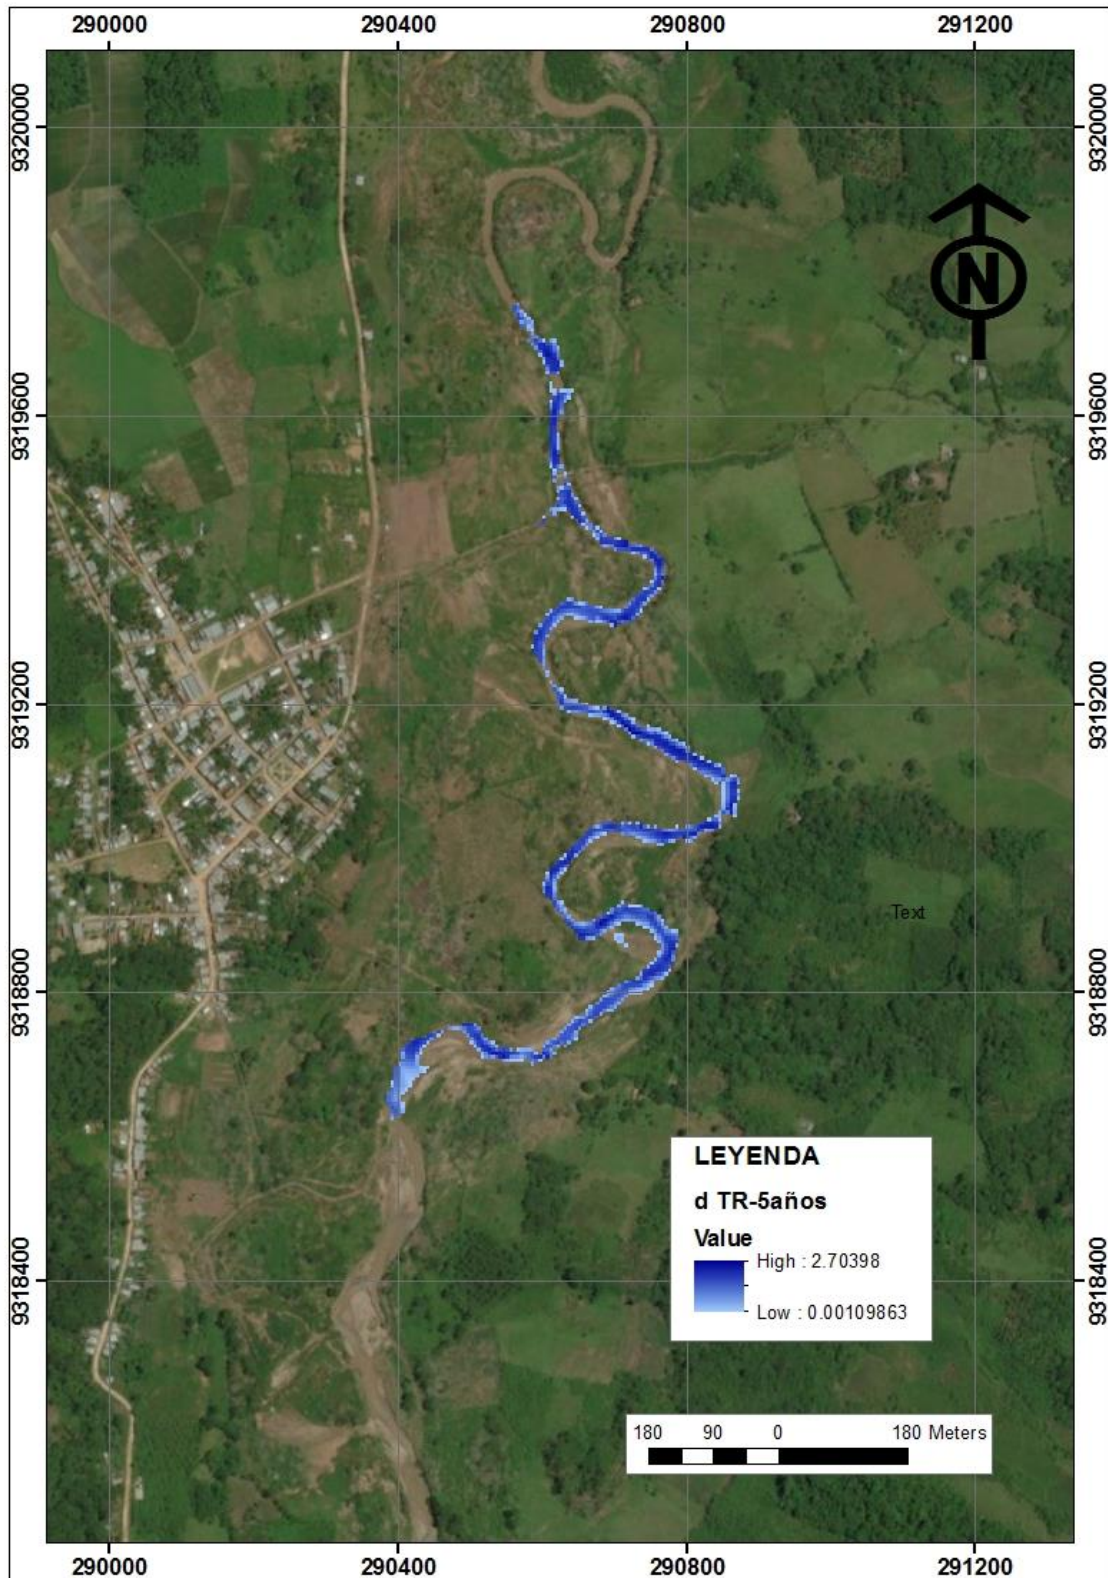 290000 290400 290800 291200
9320000 9320000
N
9319600 9319600
9319200 9319200
Text
9318800 9318800
LEYENDA
d TR-5años
Value
High : 2.70398
Low : 0.00109863
9318400 9318400
180 90 0 180 Meters
290000 290400 290800 291200